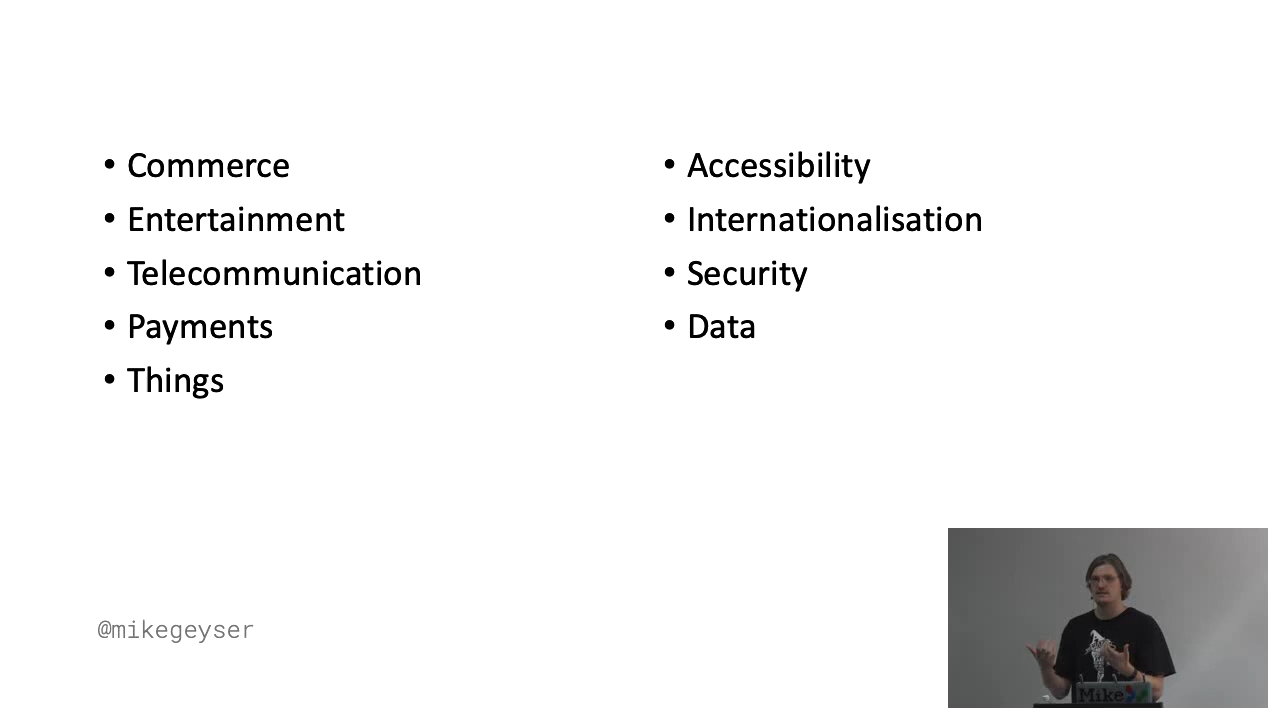 Commerce
Entertainment
Telecommunication
Payments
Things
Accessibility
Internationalisation
Security
Data
@mikegeyser
Mike